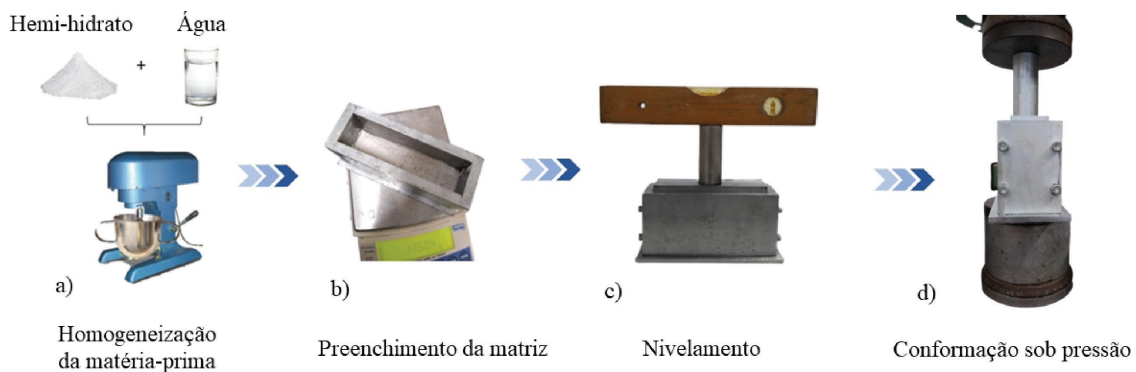 Hemi-hidrato
Água
+
a)
b)
c)
d)
Homogeneização
da matéria-prima
Preenchimento da matriz
Nivelamento
Conformação sob pressão